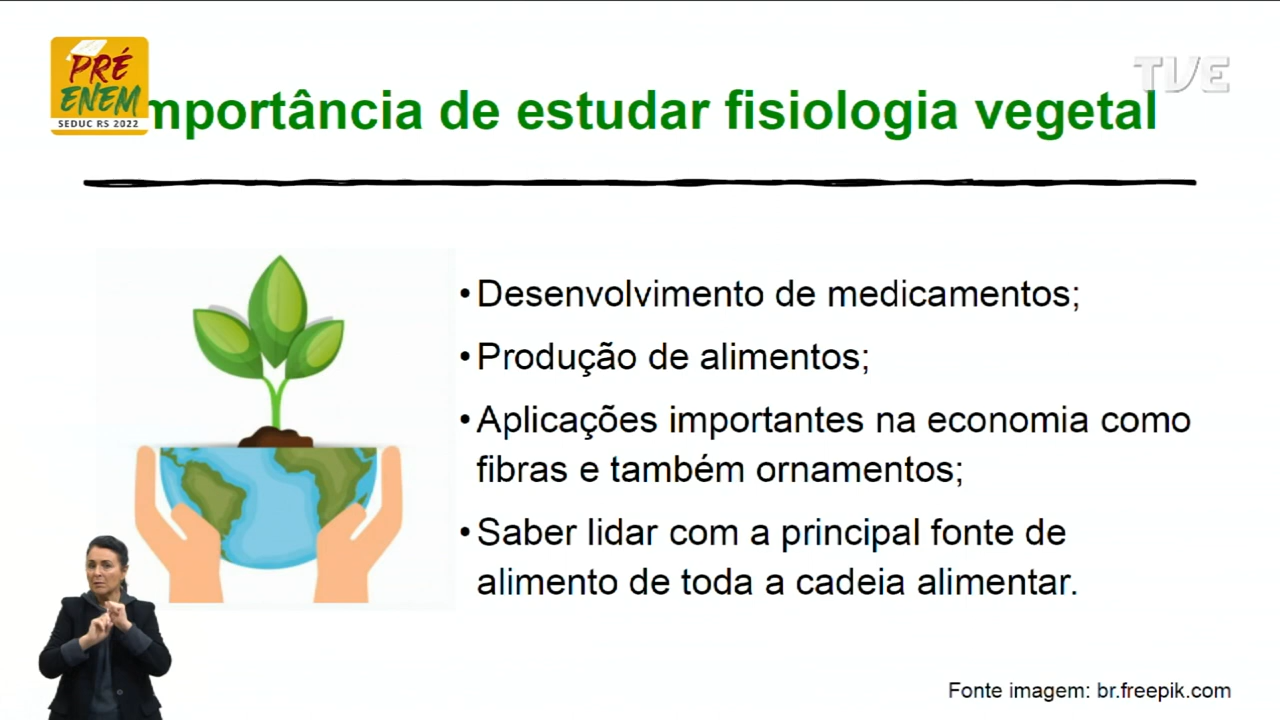 PRÉ
ENEM
SEDUC RS 2022
TVE
mportância de estudar fisiologia vegetal
• Desenvolvimento de medicamentos;
• Produção de alimentos;
• Aplicações importantes na economia como
fibras e também ornamentos;
• Saber lidar com a principal fonte de
alimento de toda a cadeia alimentar.
Fonte imagem: br.freepik.com